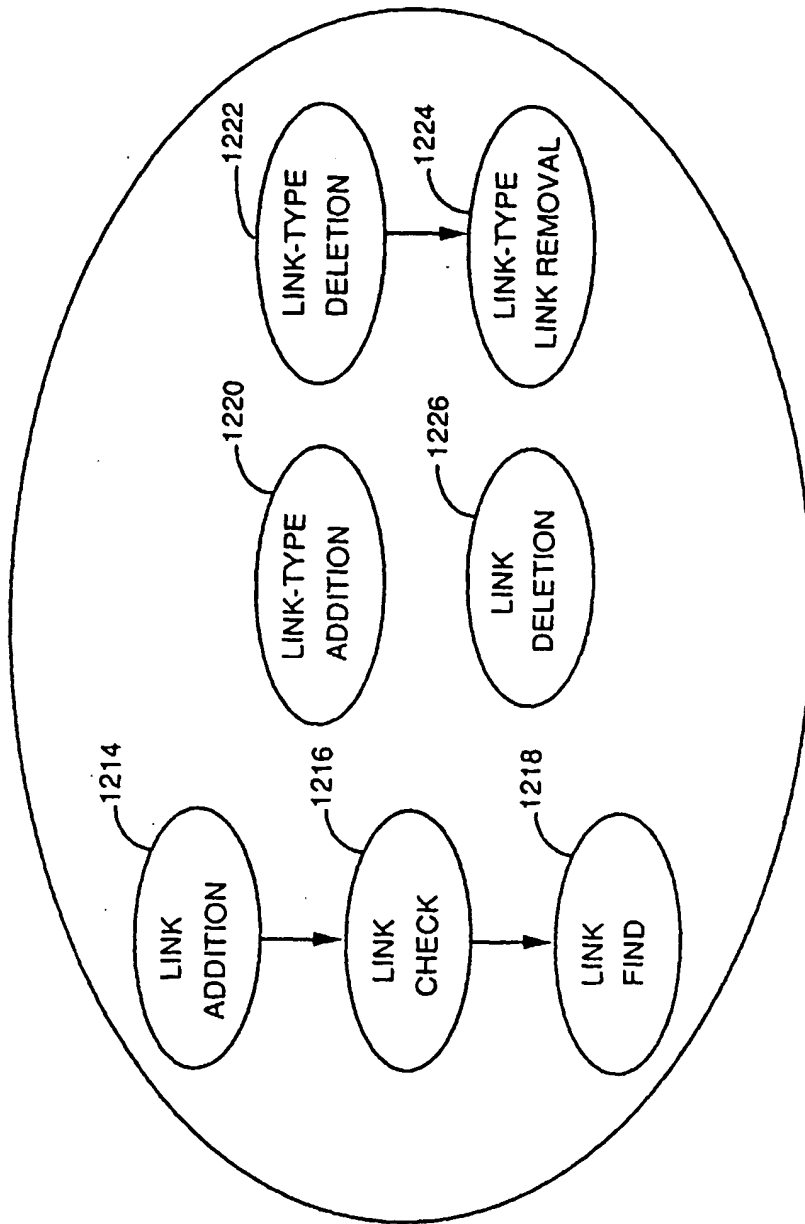 1214
LINK
ADDITION
1216
LINK
CHECK
1218
LINK
FIND
1220
LINK-TYPE
ADDITION
1226
LINK
DELETION
1222
LINK-TYPE
DELETION
1224
LINK-TYPE
LINK REMOVAL